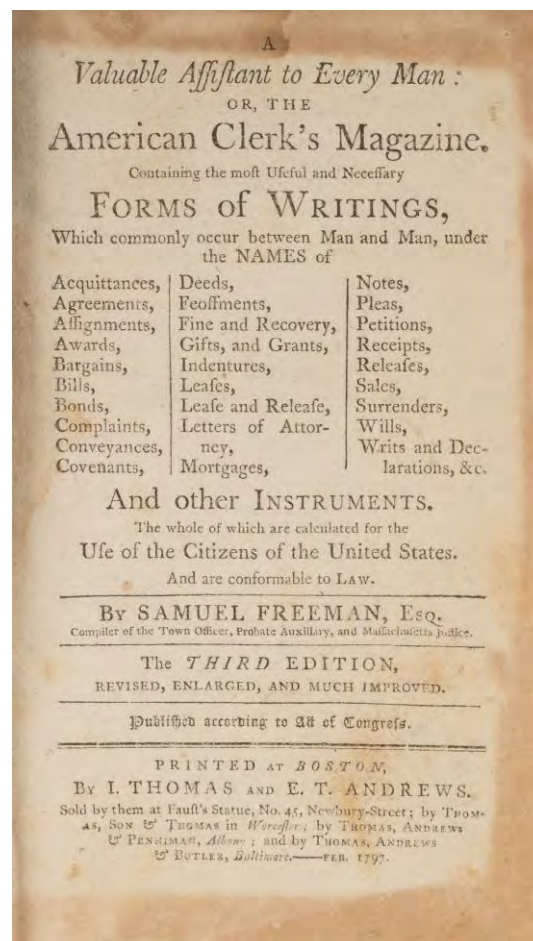 A
Valuable Aſſiſtant to Every Man :
OR, THE
American Clerk's Magazine.
Containing the moſt Uſeful and Neceſſary
FORMS of WRITINGS,
Which commonly occur between Man and Man, under
the NAMES of
Acquittances,
Agreements,
Aſſignments,
Awards,
Bargains,
Bills,
Bonds,
Complaints,
Conveyances,
Covenants,
Deeds,
Feoffments,
Fine and Recovery,
Gifts, and Grants,
Indentures,
Leaſes,
Leaſe and Releaſe,
Letters of Attor-
ney,
Mortgages,
Notes,
Pleas,
Petitions,
Receipts,
Releaſes,
Sales,
Surrenders,
Wills,
Writs and Dec-
larations, &c.
And other INSTRUMENTS.
The whole of which are calculated for the
Uſe of the Citizens of the United States.
And are conformable to LAW.
BY SAMUEL FREEMAN, ESQ.
Compiler of the Town Officer, Probate Auxiliary, and Maſſachuſetts Juſtice.
The THIRD EDITION,
REVISED, ENLARGED, AND MUCH IMPROVED.
Publiſhed according to Act of Congreſs.
PRINTED AT BOSTON,
BY I. THOMAS AND E. T. ANDREWS.
Sold by them at Fauſt's Statue, No. 45, Newbury-Street; by THOM-
AS, SON & THOMAS in Worceſter; by THOMAS, ANDREWS
& PENNIMAN, Albany; and by THOMAS, ANDREWS
& BUTLER, Baltimore.——FEB. 1797.